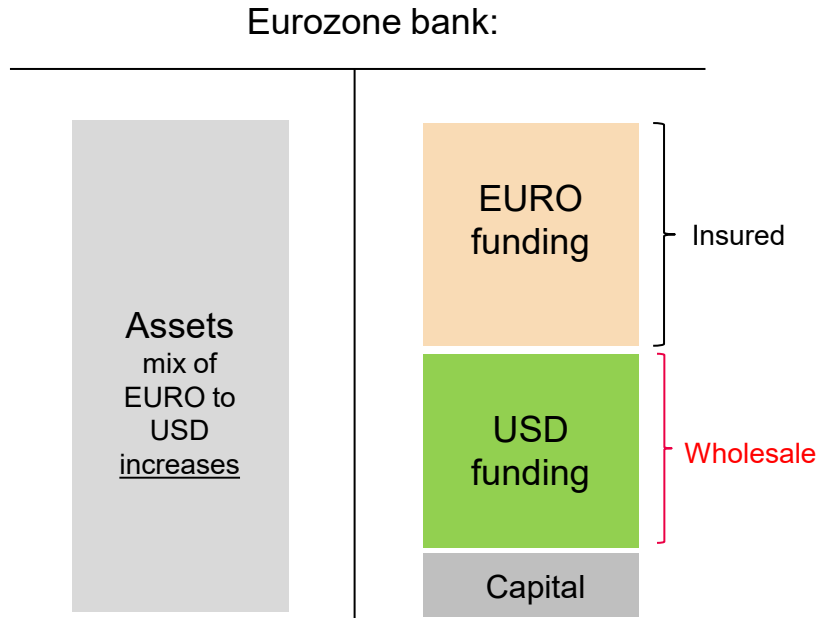 Eurozone bank:
Assets
mix of
EURO to
USD
increases
EURO
funding
Insured
USD
funding
Wholesale
Capital